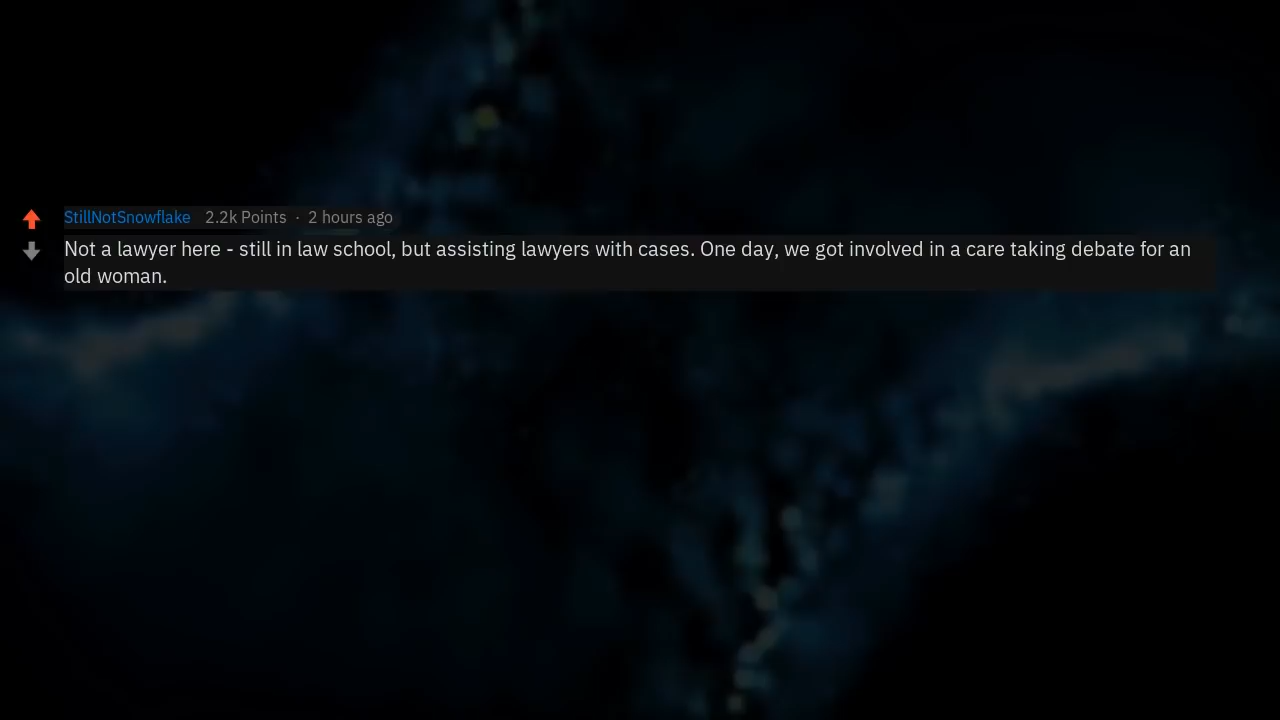 StillNotSnowflake 2.2k Points · 2 hours ago
Not a lawyer here - still in law school, but assisting lawyers with cases. One day, we got involved in a care taking debate for an
old woman.